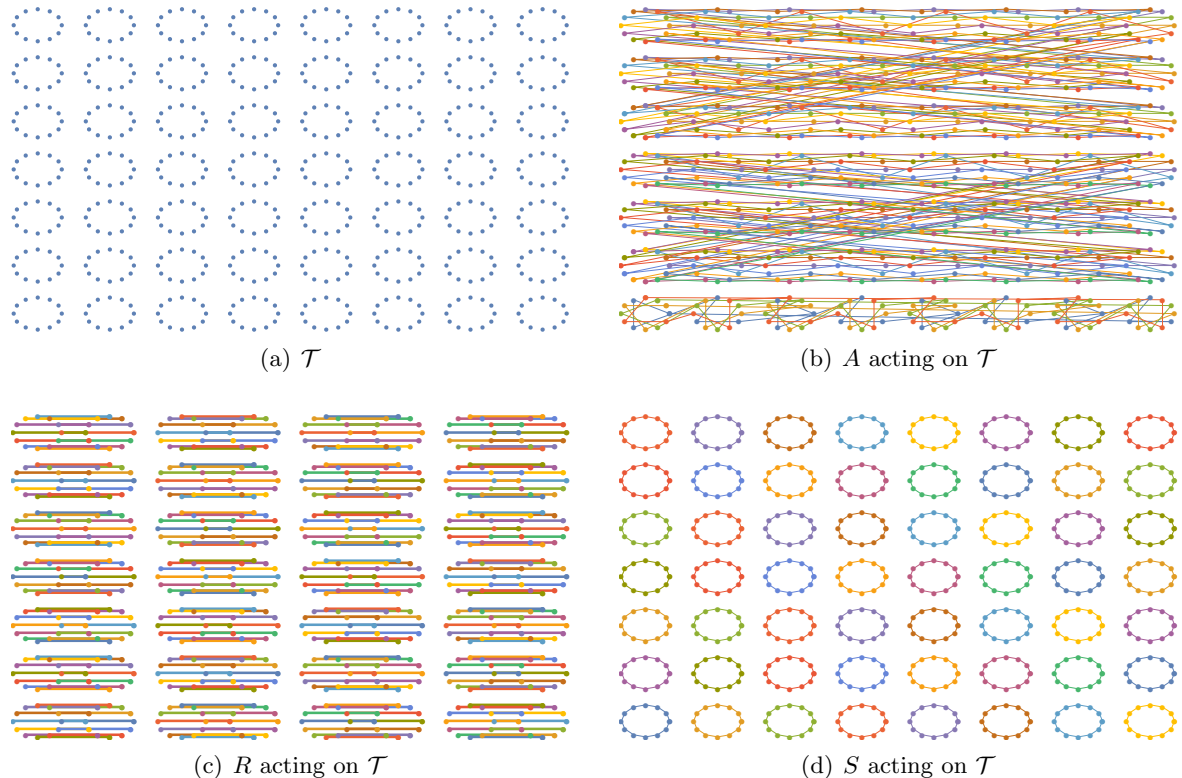 (a) 𝒯
(b) A acting on 𝒯
(c) R acting on 𝒯
(d) S acting on 𝒯